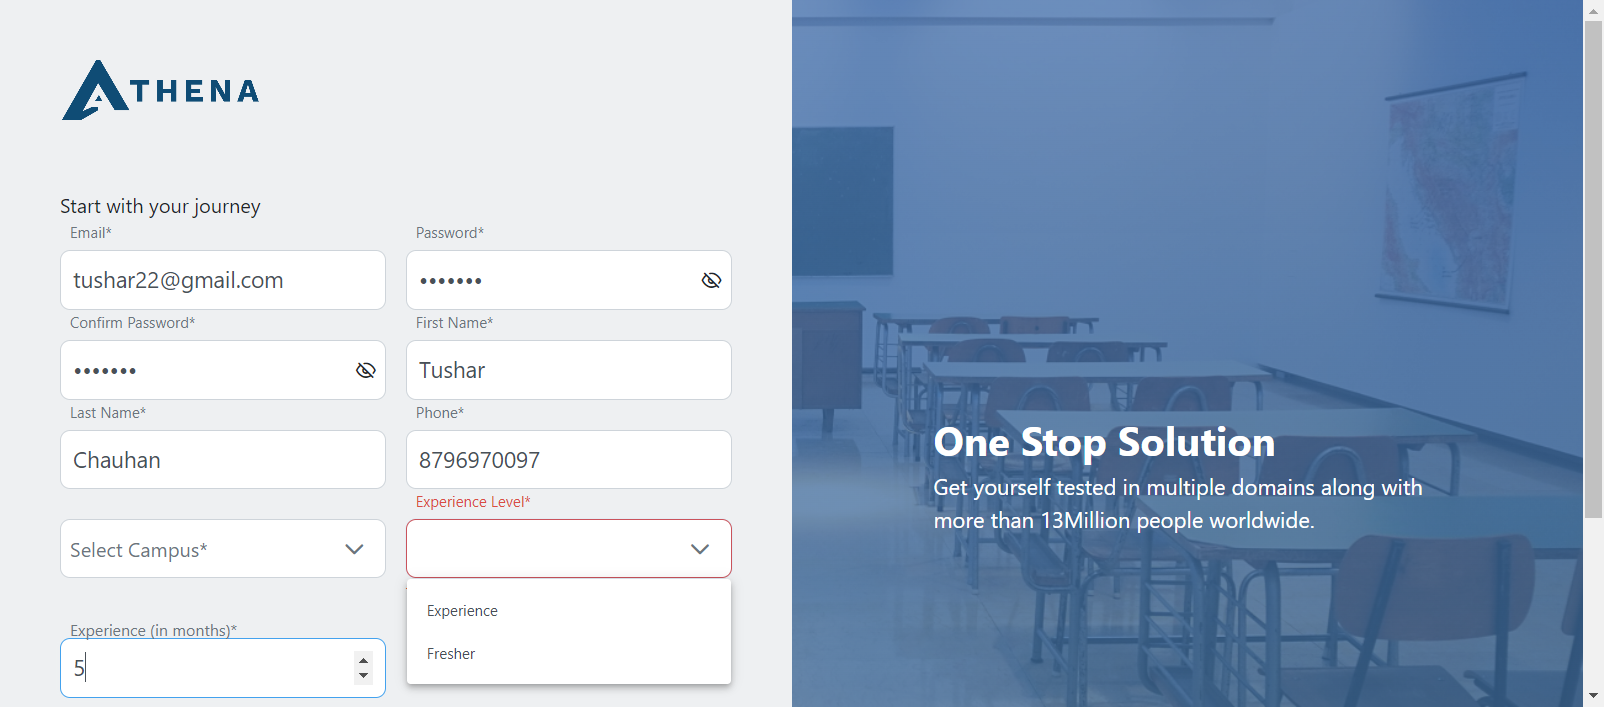 ATHENA
Start with your journey
Email*
Password*
tushar22@gmail.com
•••••••
Confirm Password*
First Name*
•••••••
Tushar
Last Name*
Phone*
Chauhan
8796970097
Experience Level*
Select Campus*
Experience
Fresher
Experience (in months)*
5
One Stop Solution
Get yourself tested in multiple domains along with
more than 13Million people worldwide.